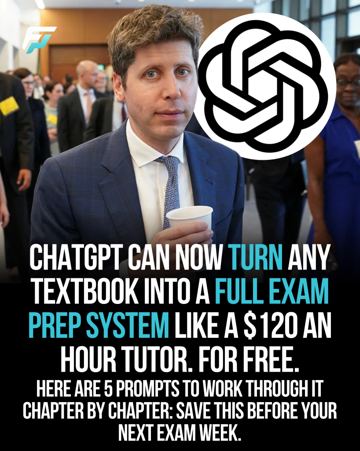 CHATGPT CAN NOW TURN ANY
TEXTBOOK INTO A FULL EXAM
PREP SYSTEM LIKE A $120 AN
HOUR TUTOR. FOR FREE.
HERE ARE 5 PROMPTS TO WORK THROUGH IT
CHAPTER BY CHAPTER: SAVE THIS BEFORE YOUR
NEXT EXAM WEEK.